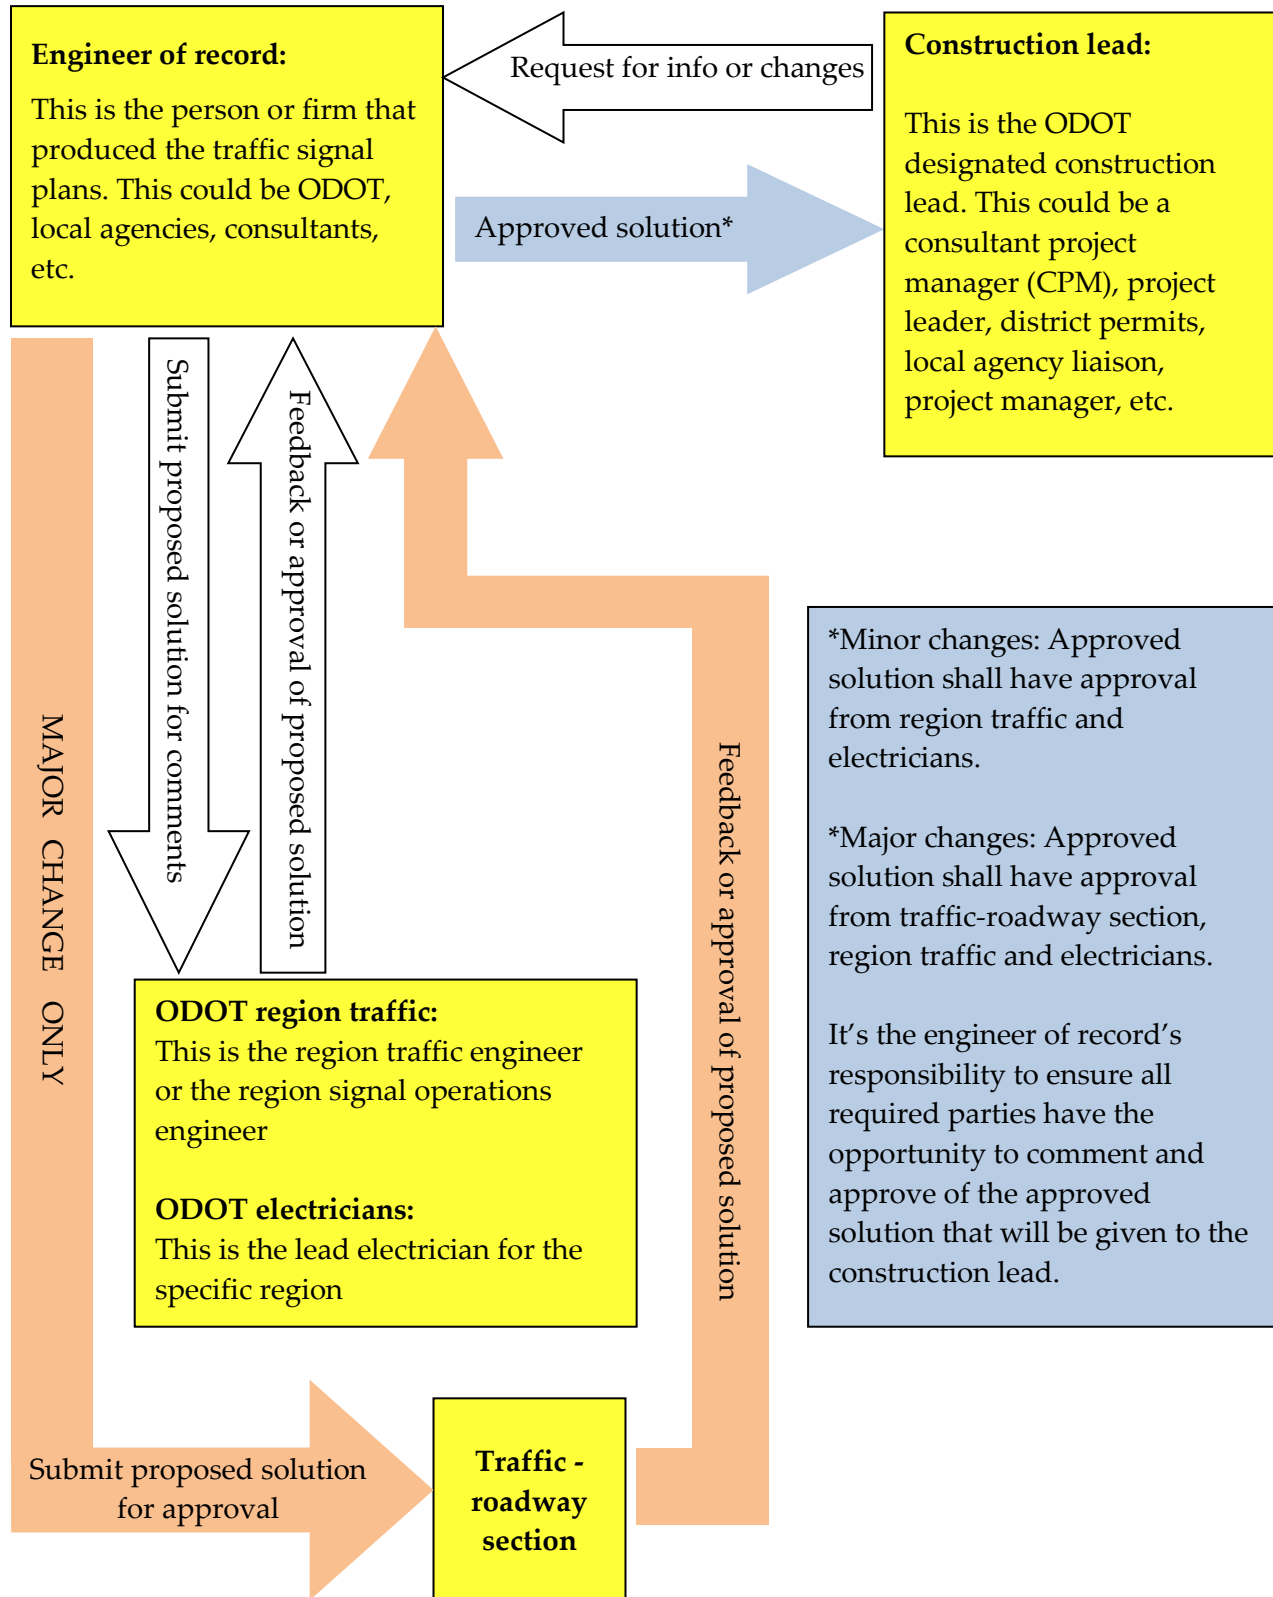 Engineer of record:
This is the person or firm that
produced the traffic signal
plans. This could be ODOT,
local agencies, consultants,
etc.
Request for info or changes
Approved solution*
Construction lead:
This is the ODOT
designated construction
lead. This could be a
consultant project
manager (CPM), project
leader, district permits,
local agency liaison,
project manager, etc.
MAJOR CHANGE ONLY
Submit proposed solution for comments
Feedback or approval of proposed solution
Feedback or approval of proposed solution
*Minor changes: Approved
solution shall have approval
from region traffic and
electricians.
*Major changes: Approved
solution shall have approval
from traffic-roadway section,
region traffic and electricians.
It’s the engineer of record’s
responsibility to ensure all
required parties have the
opportunity to comment and
approve of the approved
solution that will be given to the
construction lead.
ODOT region traffic:
This is the region traffic engineer
or the region signal operations
engineer
ODOT electricians:
This is the lead electrician for the
specific region
Submit proposed solution
for approval
Traffic -
roadway
section